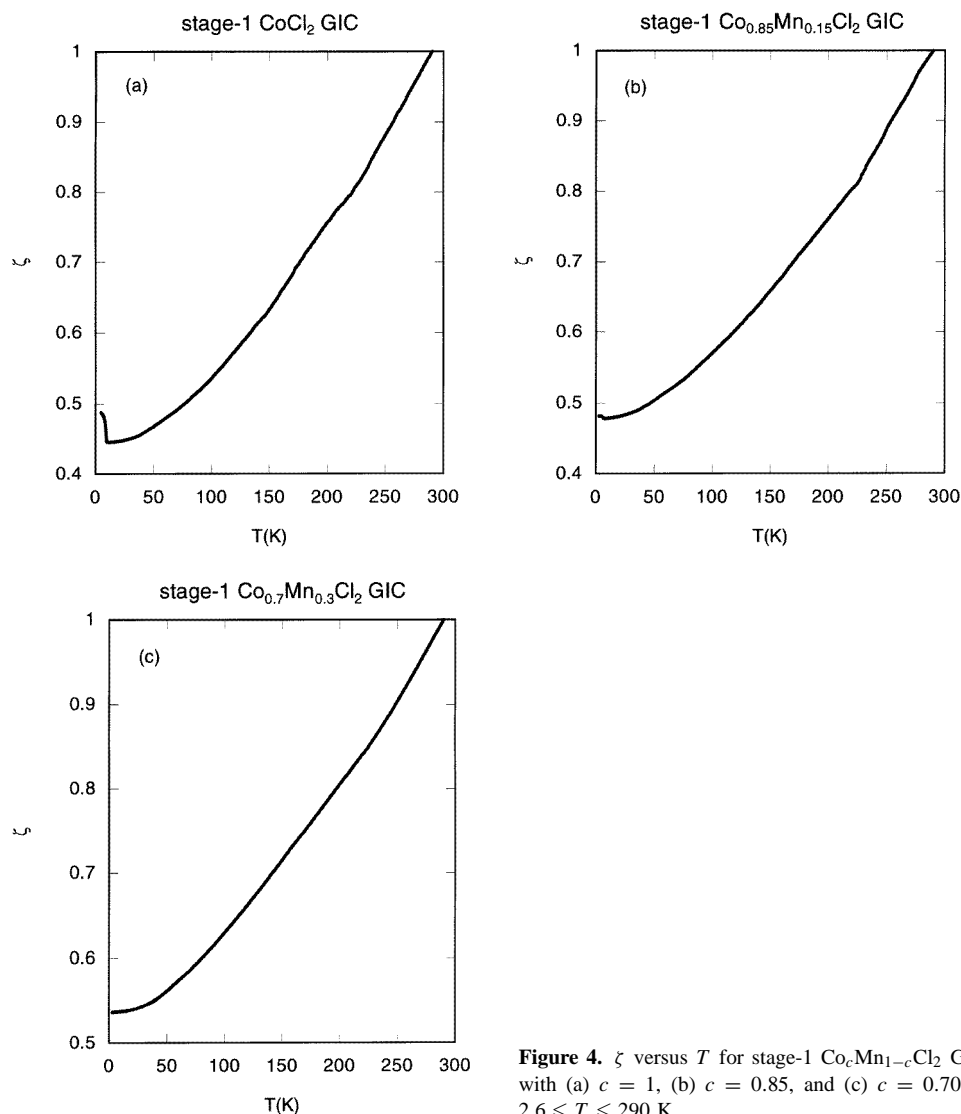 stage-1 CoCl₂ GIC
(a)
1
0.9
0.8
0.7
0.6
0.5
0.4
ζ
0 50 100 150 200 250 300
T(K)
stage-1 Co₀.₈₅Mn₀.₁₅Cl₂ GIC
(b)
1
0.9
0.8
0.7
0.6
0.5
0.4
ζ
0 50 100 150 200 250 300
T(K)
stage-1 Co₀.₇Mn₀.₃Cl₂ GIC
(c)
1
0.9
0.8
0.7
0.6
0.5
ζ
0 50 100 150 200 250 300
T(K)
Figure 4. ζ versus T for stage-1 Co_cMn₁₋cCl₂
with (a) c = 1, (b) c = 0.85, and (c) c = 0.70
2.6 ≤ T ≤ 290 K